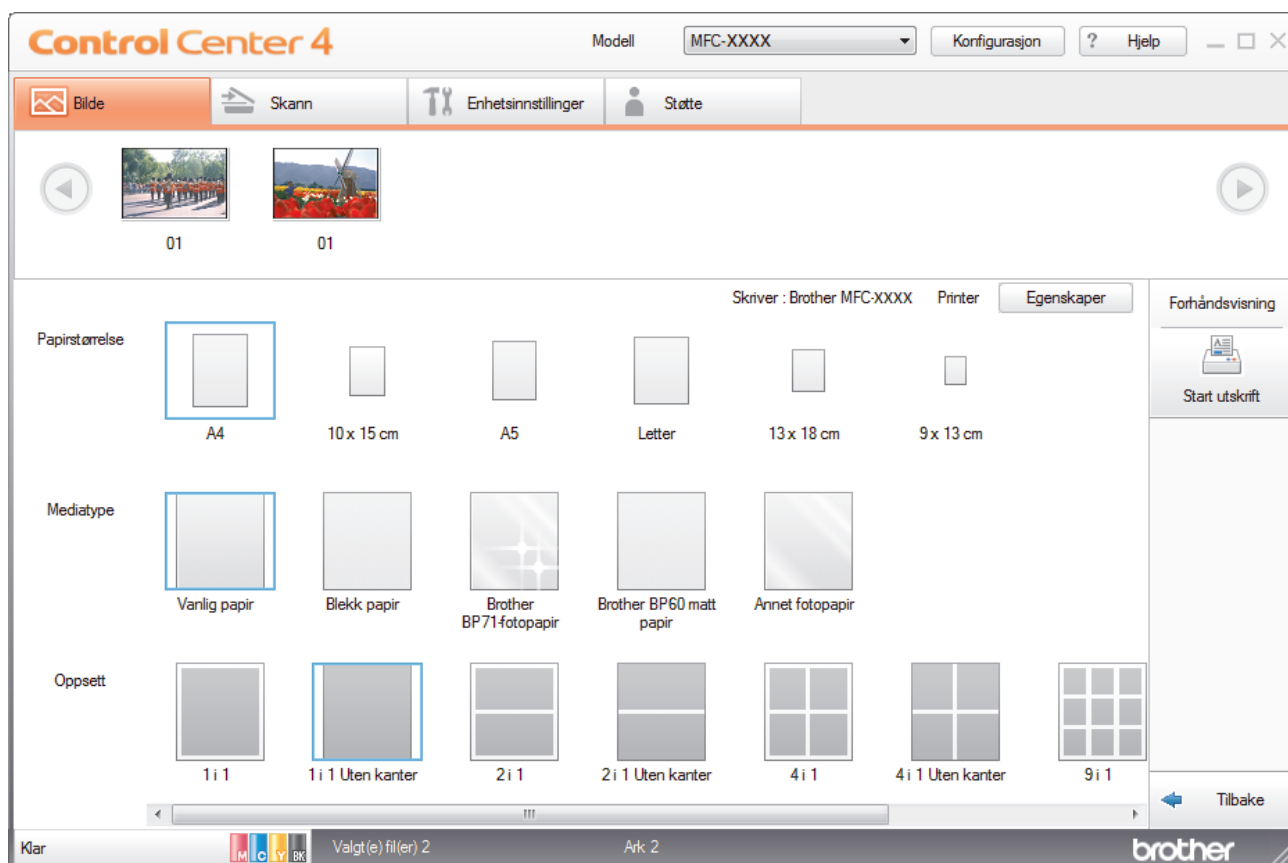 Control Center 4
Modell
MFC-XXXX
Konfigurasjon
? Hjelp
Bilde
Skann
Enhetsinnstillinger
Støtte
01
01
Skriver : Brother MFC-XXXX Printer
Egenskaper
Forhåndsvisning
Start utskrift
Papirstørrelse
A4
10 x 15 cm
A5
Letter
13 x 18 cm
9 x 13 cm
Mediatype
Vanlig papir
Blekk papir
Brother
BP71-fotopapir
Brother BP60 matt
papir
Annet fotopapir
Oppsett
1 i 1
1 i 1 Uten kanter
2 i 1
2 i 1 Uten kanter
4 i 1
4 i 1 Uten kanter
9 i 1
Tilbake
Klar
M C Y BK
Valgt(e) fil(er) 2
Ark 2
brother